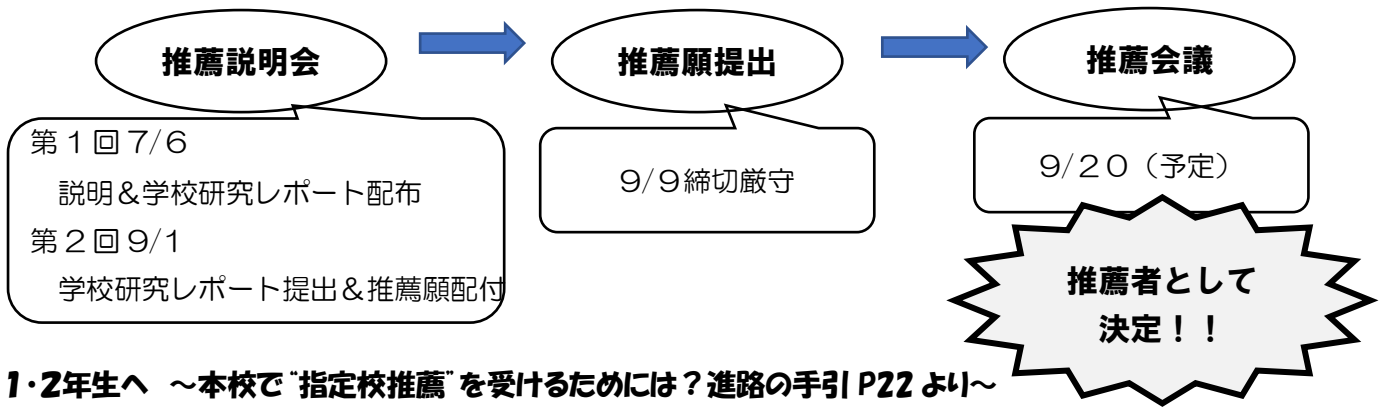 推薦説明会
第１回７/６
説明＆学校研究レポート配布
第２回９/１
学校研究レポート提出＆推薦願配付
推薦願提出
９/９締切厳守
推薦会議
９/２０（予定）
推薦者として
決定！！
1・2年生へ　～本校で“指定校推薦”を受けるためには？進路の手引P22より～